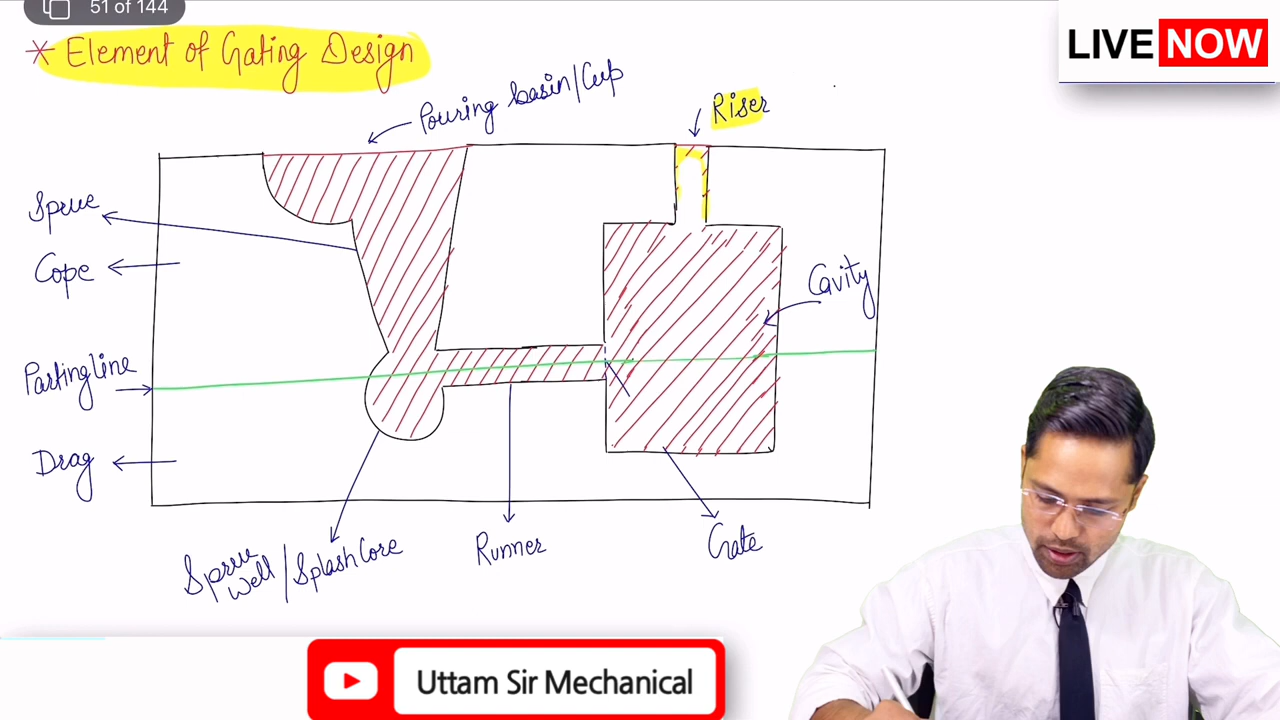 51 of 144
LIVE NOW
* Element of Gating Design
Pouring basin/Cup
Riser
Sprue
Cope
Cavity
Parting line
Drag
Sprue Well / Splash Core
Runner
Gate
Uttam Sir Mechanical